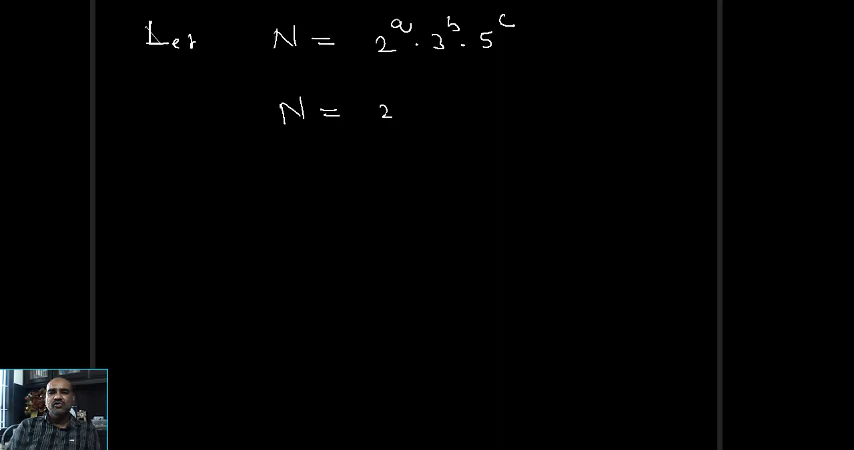 Let N = 2^a · 3^b · 5^c
N = 2